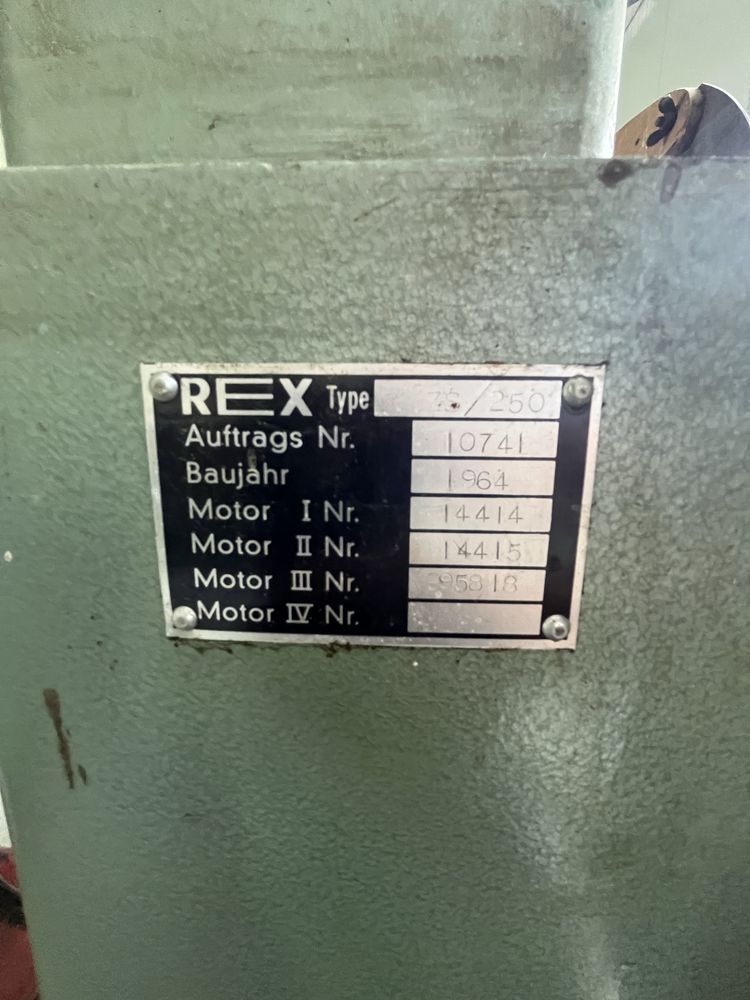 REX Type /250
Auftrags Nr. 10741
Baujahr 1964
Motor I Nr. 14414
Motor II Nr. 14415
Motor III Nr. 95818
Motor IV Nr.